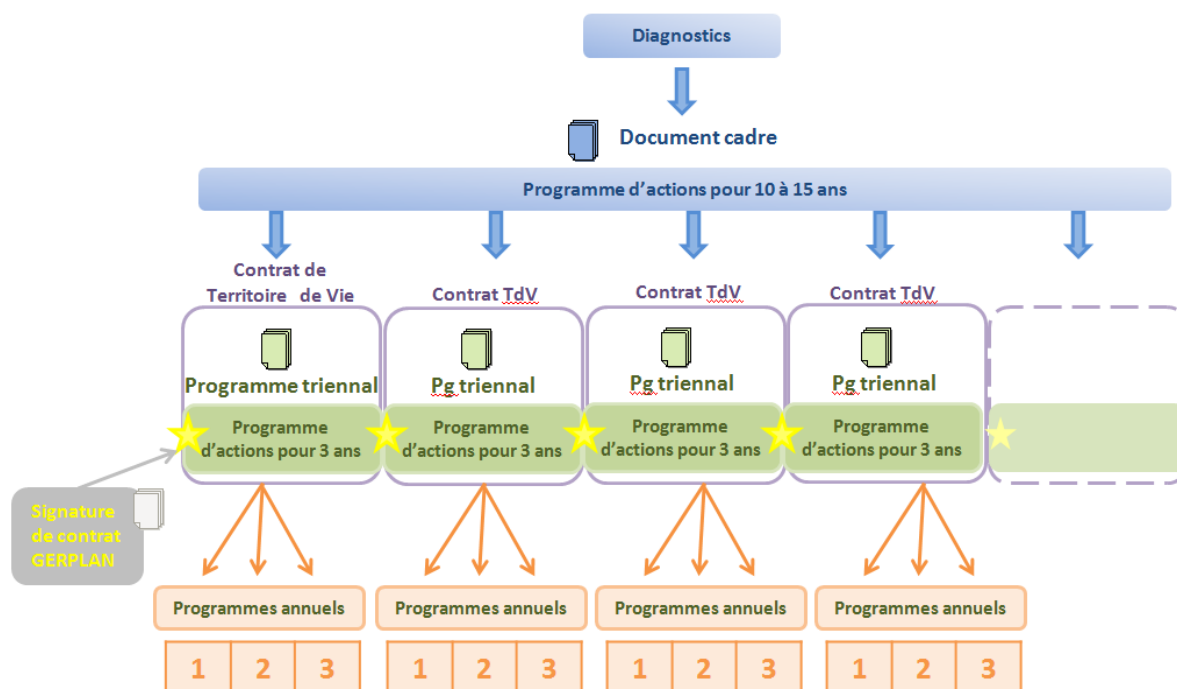 Diagnostics
Document cadre
Programme d’actions pour 10 à 15 ans
Contrat de
Territoire de Vie
Contrat TdV
Contrat TdV
Contrat TdV
Programme triennal
Pg triennal
Pg triennal
Pg triennal
Programme
d’actions pour 3 ans
Programme
d’actions pour 3 ans
Programme
d’actions pour 3 ans
Programme
d’actions pour 3 ans
Signature
de contrat
GERPLAN
Programmes annuels
Programmes annuels
Programmes annuels
Programmes annuels
1 2 3
1 2 3
1 2 3
1 2 3